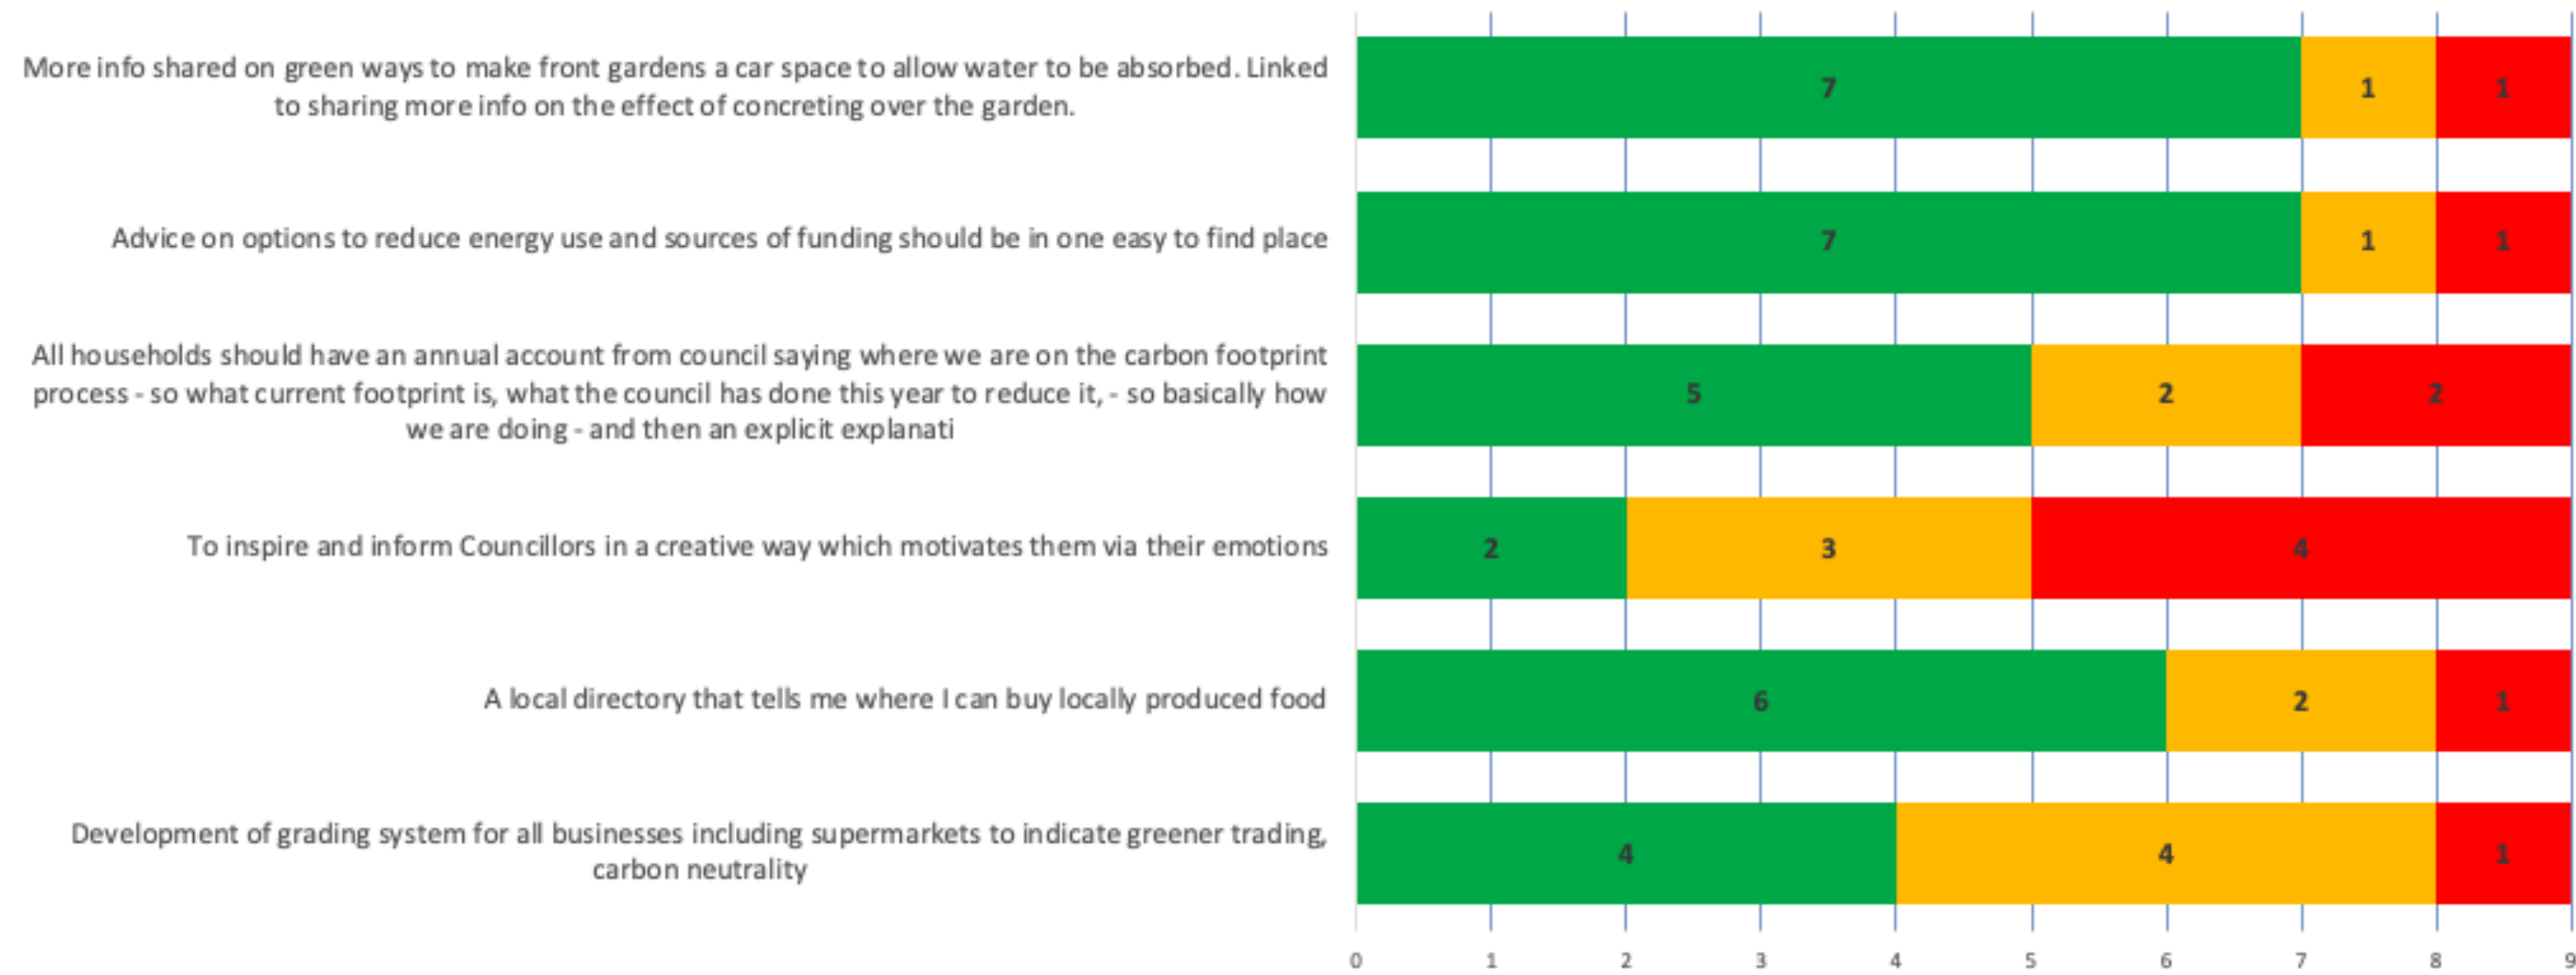 More info shared on green ways to make front gardens a car space to allow water to be absorbed. Linked
to sharing more info on the effect of concreting over the garden.
7 1 1
Advice on options to reduce energy use and sources of funding should be in one easy to find place
7 1 1
All households should have an annual account from council saying where we are on the carbon footprint
process - so what current footprint is, what the council has done this year to reduce it, - so basically how
we are doing - and then an explicit explanati
5 2 2
To inspire and inform Councillors in a creative way which motivates them via their emotions
2 3 4
A local directory that tells me where I can buy locally produced food
6 2 1
Development of grading system for all businesses including supermarkets to indicate greener trading,
carbon neutrality
4 4 1
0 1 2 3 4 5 6 7 8 9